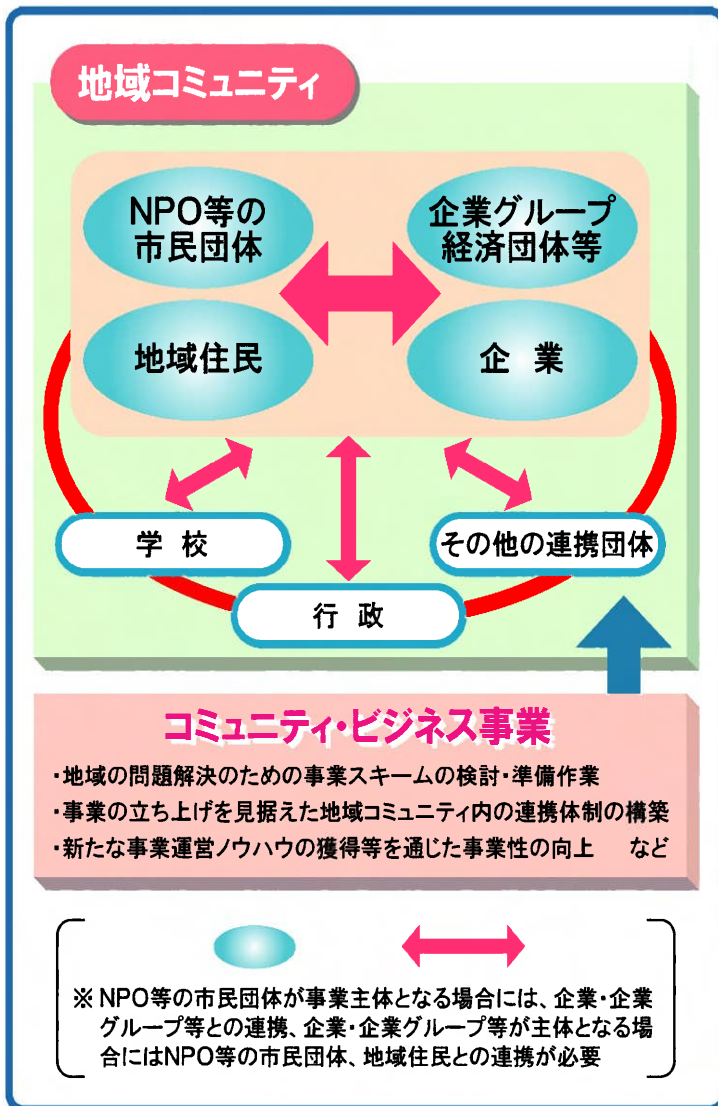 地域コミュニティ
NPO等の
市民団体
企業グループ
経済団体等
地域住民
企 業
学 校
その他の連携団体
行 政
コミュニティ・ビジネス事業
・地域の問題解決のための事業スキームの検討・準備作業
・事業の立ち上げを見据えた地域コミュニティ内の連携体制の構築
・新たな事業運営ノウハウの獲得等を通じた事業性の向上 など
※ NPO等の市民団体が事業主体となる場合には、企業・企業
グループ等との連携、企業・企業グループ等が主体となる場
合にはNPO等の市民団体、地域住民との連携が必要